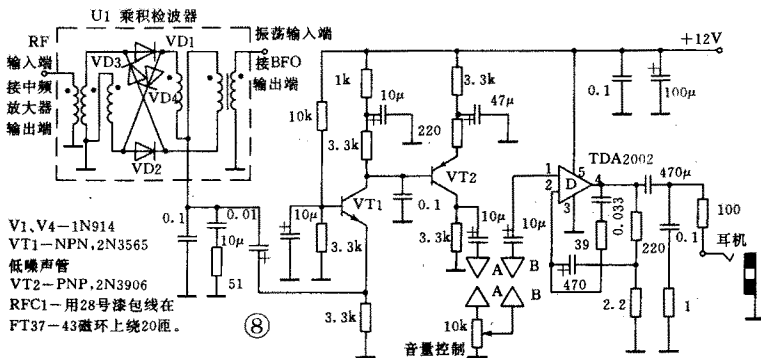 U1 乘积检波器
振荡输入端
RF
输入端
接中频
放大器
输出端
VD1
VD3
VD4
VD2
接BFO
输出端
+12V
1k
10μ
10k
3.3k
3.3k
47μ
220
0.1
100μ
3.3k
VT1
VT2
0.1
10μ
3.3k
3.3k
10μ
10μ
TDA2002
1
2
3
4
5
D
470μ
0.033
39
220
470
2.2
0.1
1
100
耳机
0.1
0.01
10μ
51
3.3k
A
B
A
B
10k
音量控制
V1,V4-1N914
VT1-NPN,2N3565
低噪声管
VT2-PNP,2N3906
RFC1-用28号漆包线在
FT37-43磁环上绕20匝。
⑧